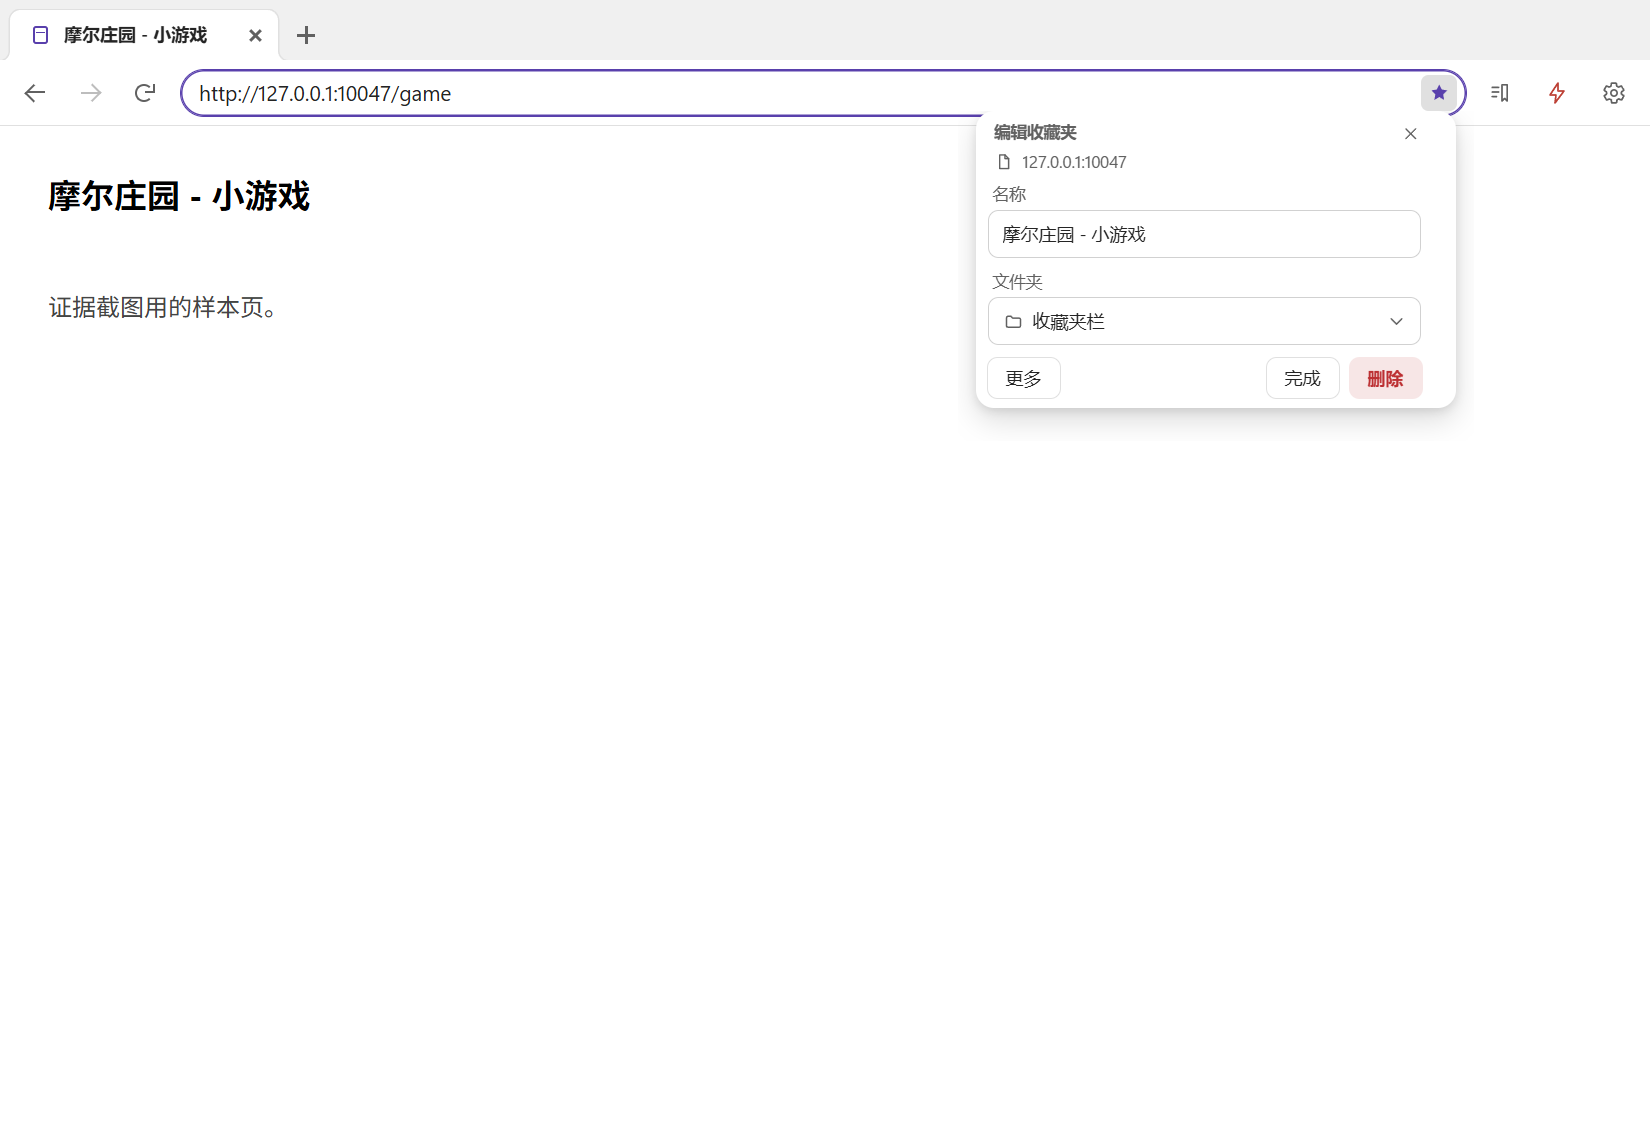 摩尔庄园 - 小游戏
http://127.0.0.1:10047/game
编辑收藏夹
127.0.0.1:10047
名称
摩尔庄园 - 小游戏
文件夹
收藏夹栏
更多 完成 删除
摩尔庄园 - 小游戏
证据截图用的样本页。